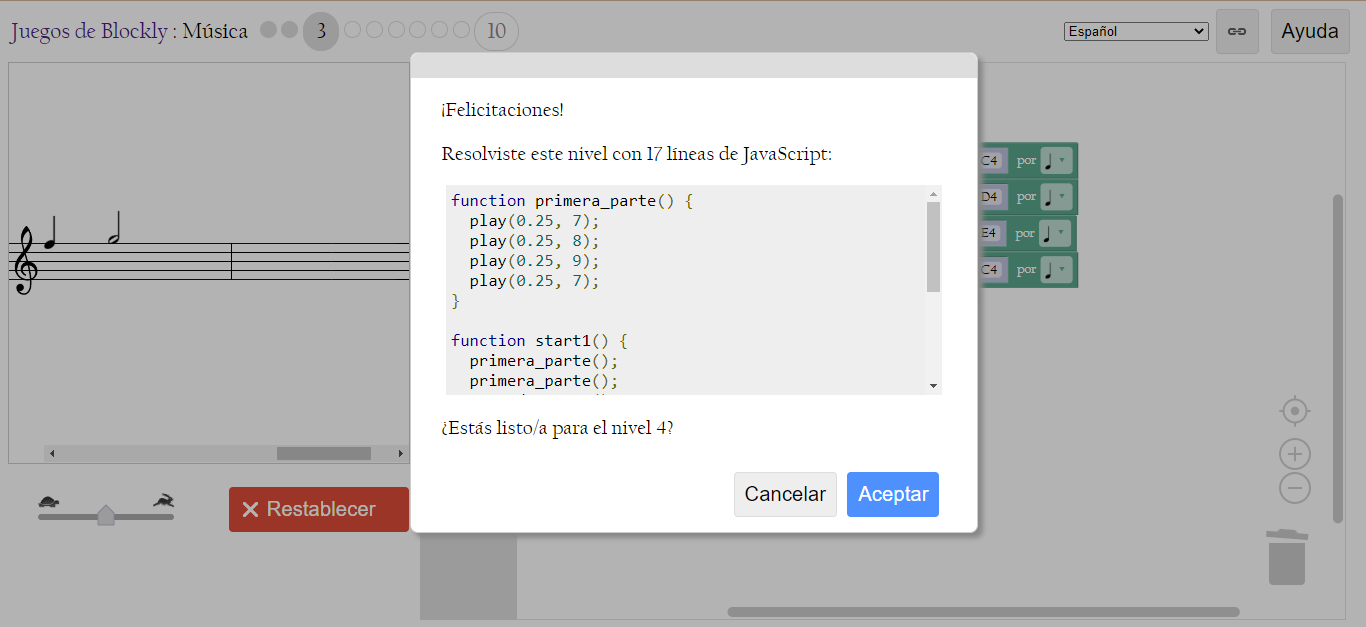 Juegos de Blockly : Música 3 10
Español
Ayuda
¡Felicitaciones!
Resolviste este nivel con 17 líneas de JavaScript:
function primera_parte() {
play(0.25, 7);
play(0.25, 8);
play(0.25, 9);
play(0.25, 7);
}
function start1() {
primera_parte();
primera_parte();
¿Estás listo/a para el nivel 4?
Cancelar
Aceptar
C4 por
D4 por
E4 por
C4 por
Restablecer